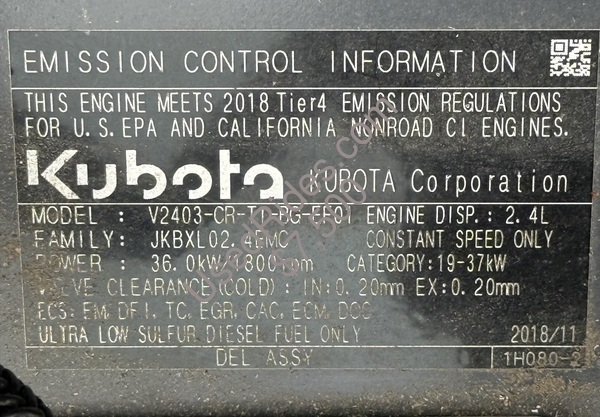 EMISSION CONTROL INFORMATION
THIS ENGINE MEETS 2018 Tier4 EMISSION REGULATIONS
FOR U.S.EPA AND CALIFORNIA NONROAD CI ENGINES.
Kubota KUBOTA Corporation
MODEL : V2403-CR- -BG-EF01 ENGINE DISP.: 2.4L
FAMILY : JKBXL02.4EMC CONSTANT SPEED ONLY
POWER : 36.0kW/1800rpm CATEGORY:19-37kW
VALVE CLEARANCE(COLD) : IN:0.20mm EX:0.20mm
ECS: EM, DFI, TC, EGR, CAC, ECM, DOC
ULTRA LOW SULFUR DIESEL FUEL ONLY 2018/11
DEL ASSY 1H080-2